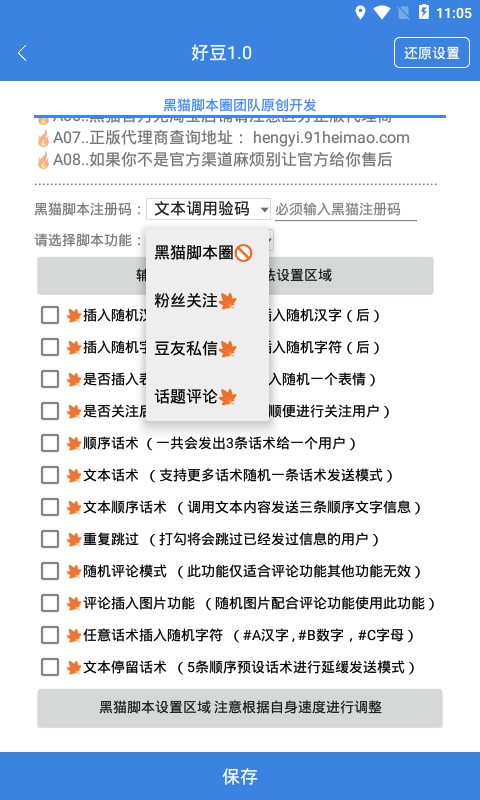 11:05
好豆1.0
还原设置
黑猫脚本圈团队原创开发
A07..正版代理商查询地址： hengyi.91heimao.com
A08..如果你不是官方渠道麻烦别让官方给你售后
黑猫脚本注册码： 文本调用验码 必须输入黑猫注册码
请选择脚本功能：
黑猫脚本圈
粉丝关注
豆友私信
话题评论
设置区域
插入随机 插入随机汉字（后）
插入随机字 插入随机字符（后）
是否插入表 入随机一个表情）
是否关注后 顺便进行关注用户）
顺序话术（一共会发出3条话术给一个用户）
文本话术 （支持更多话术随机一条话术发送模式）
文本顺序话术 （调用文本内容发送三条顺序文字信息）
重复跳过 （打勾将会跳过已经发过信息的用户）
随机评论模式 （此功能仅适合评论功能其他功能无效）
评论插入图片功能 （随机图片配合评论功能使用此功能）
任意话术插入随机字符 （#A汉字,#B数字，#C字母）
文本停留话术 （5条顺序预设话术进行延缓发送模式）
黑猫脚本设置区域 注意根据自身速度进行调整
保存